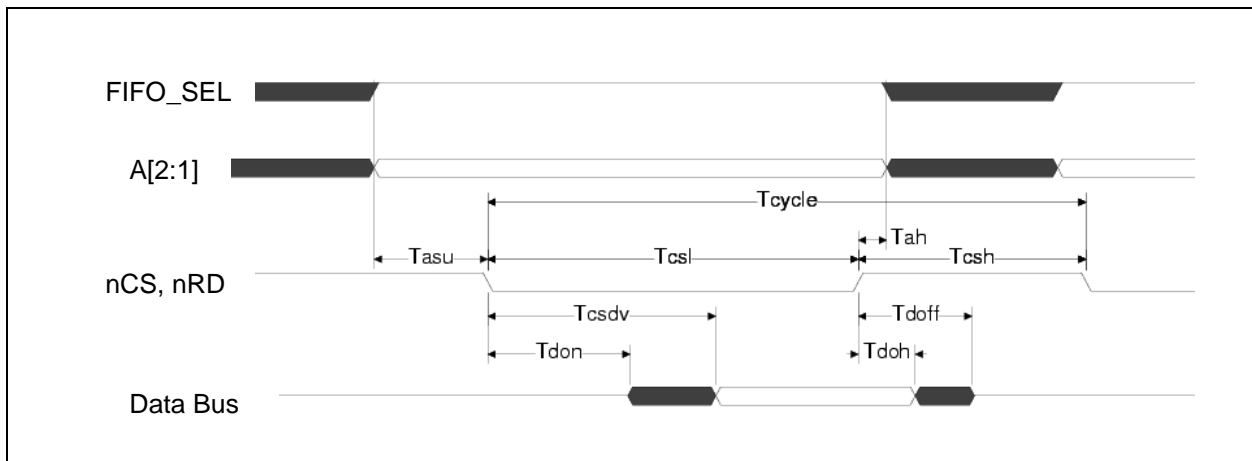 FIFO_SEL
A[2:1]
Tcycle
Tah
Tasu
Tcsl
Tcsh
nCS, nRD
Tcsdv
Tdoff
Tdon
Tdoh
Data Bus